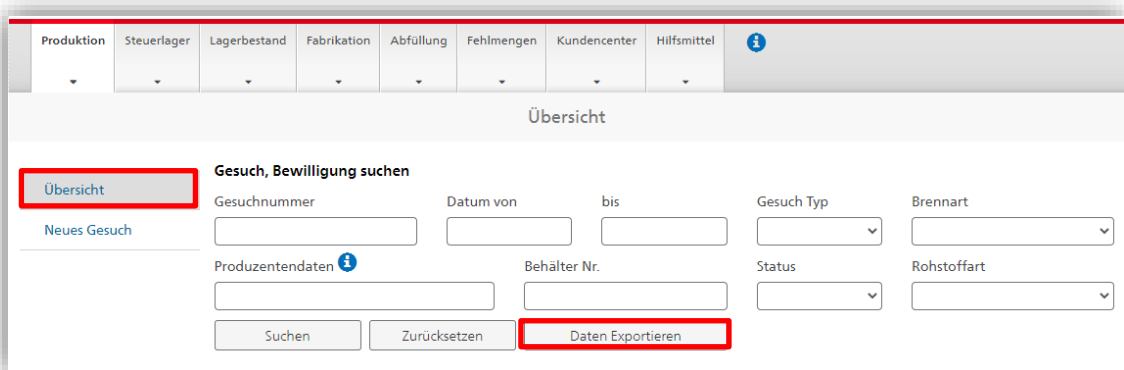 Produktion Steuerlager Lagerbestand Fabrikation Abfüllung Fehlmengen Kundencenter Hilfsmittel
Übersicht
Übersicht
Neues Gesuch
Gesuch, Bewilligung suchen
Gesuchnummer Datum von bis Gesuch Typ Brennart
Produzentendaten Behälter Nr. Status Rohstoffart
Suchen Zurücksetzen Daten Exportieren